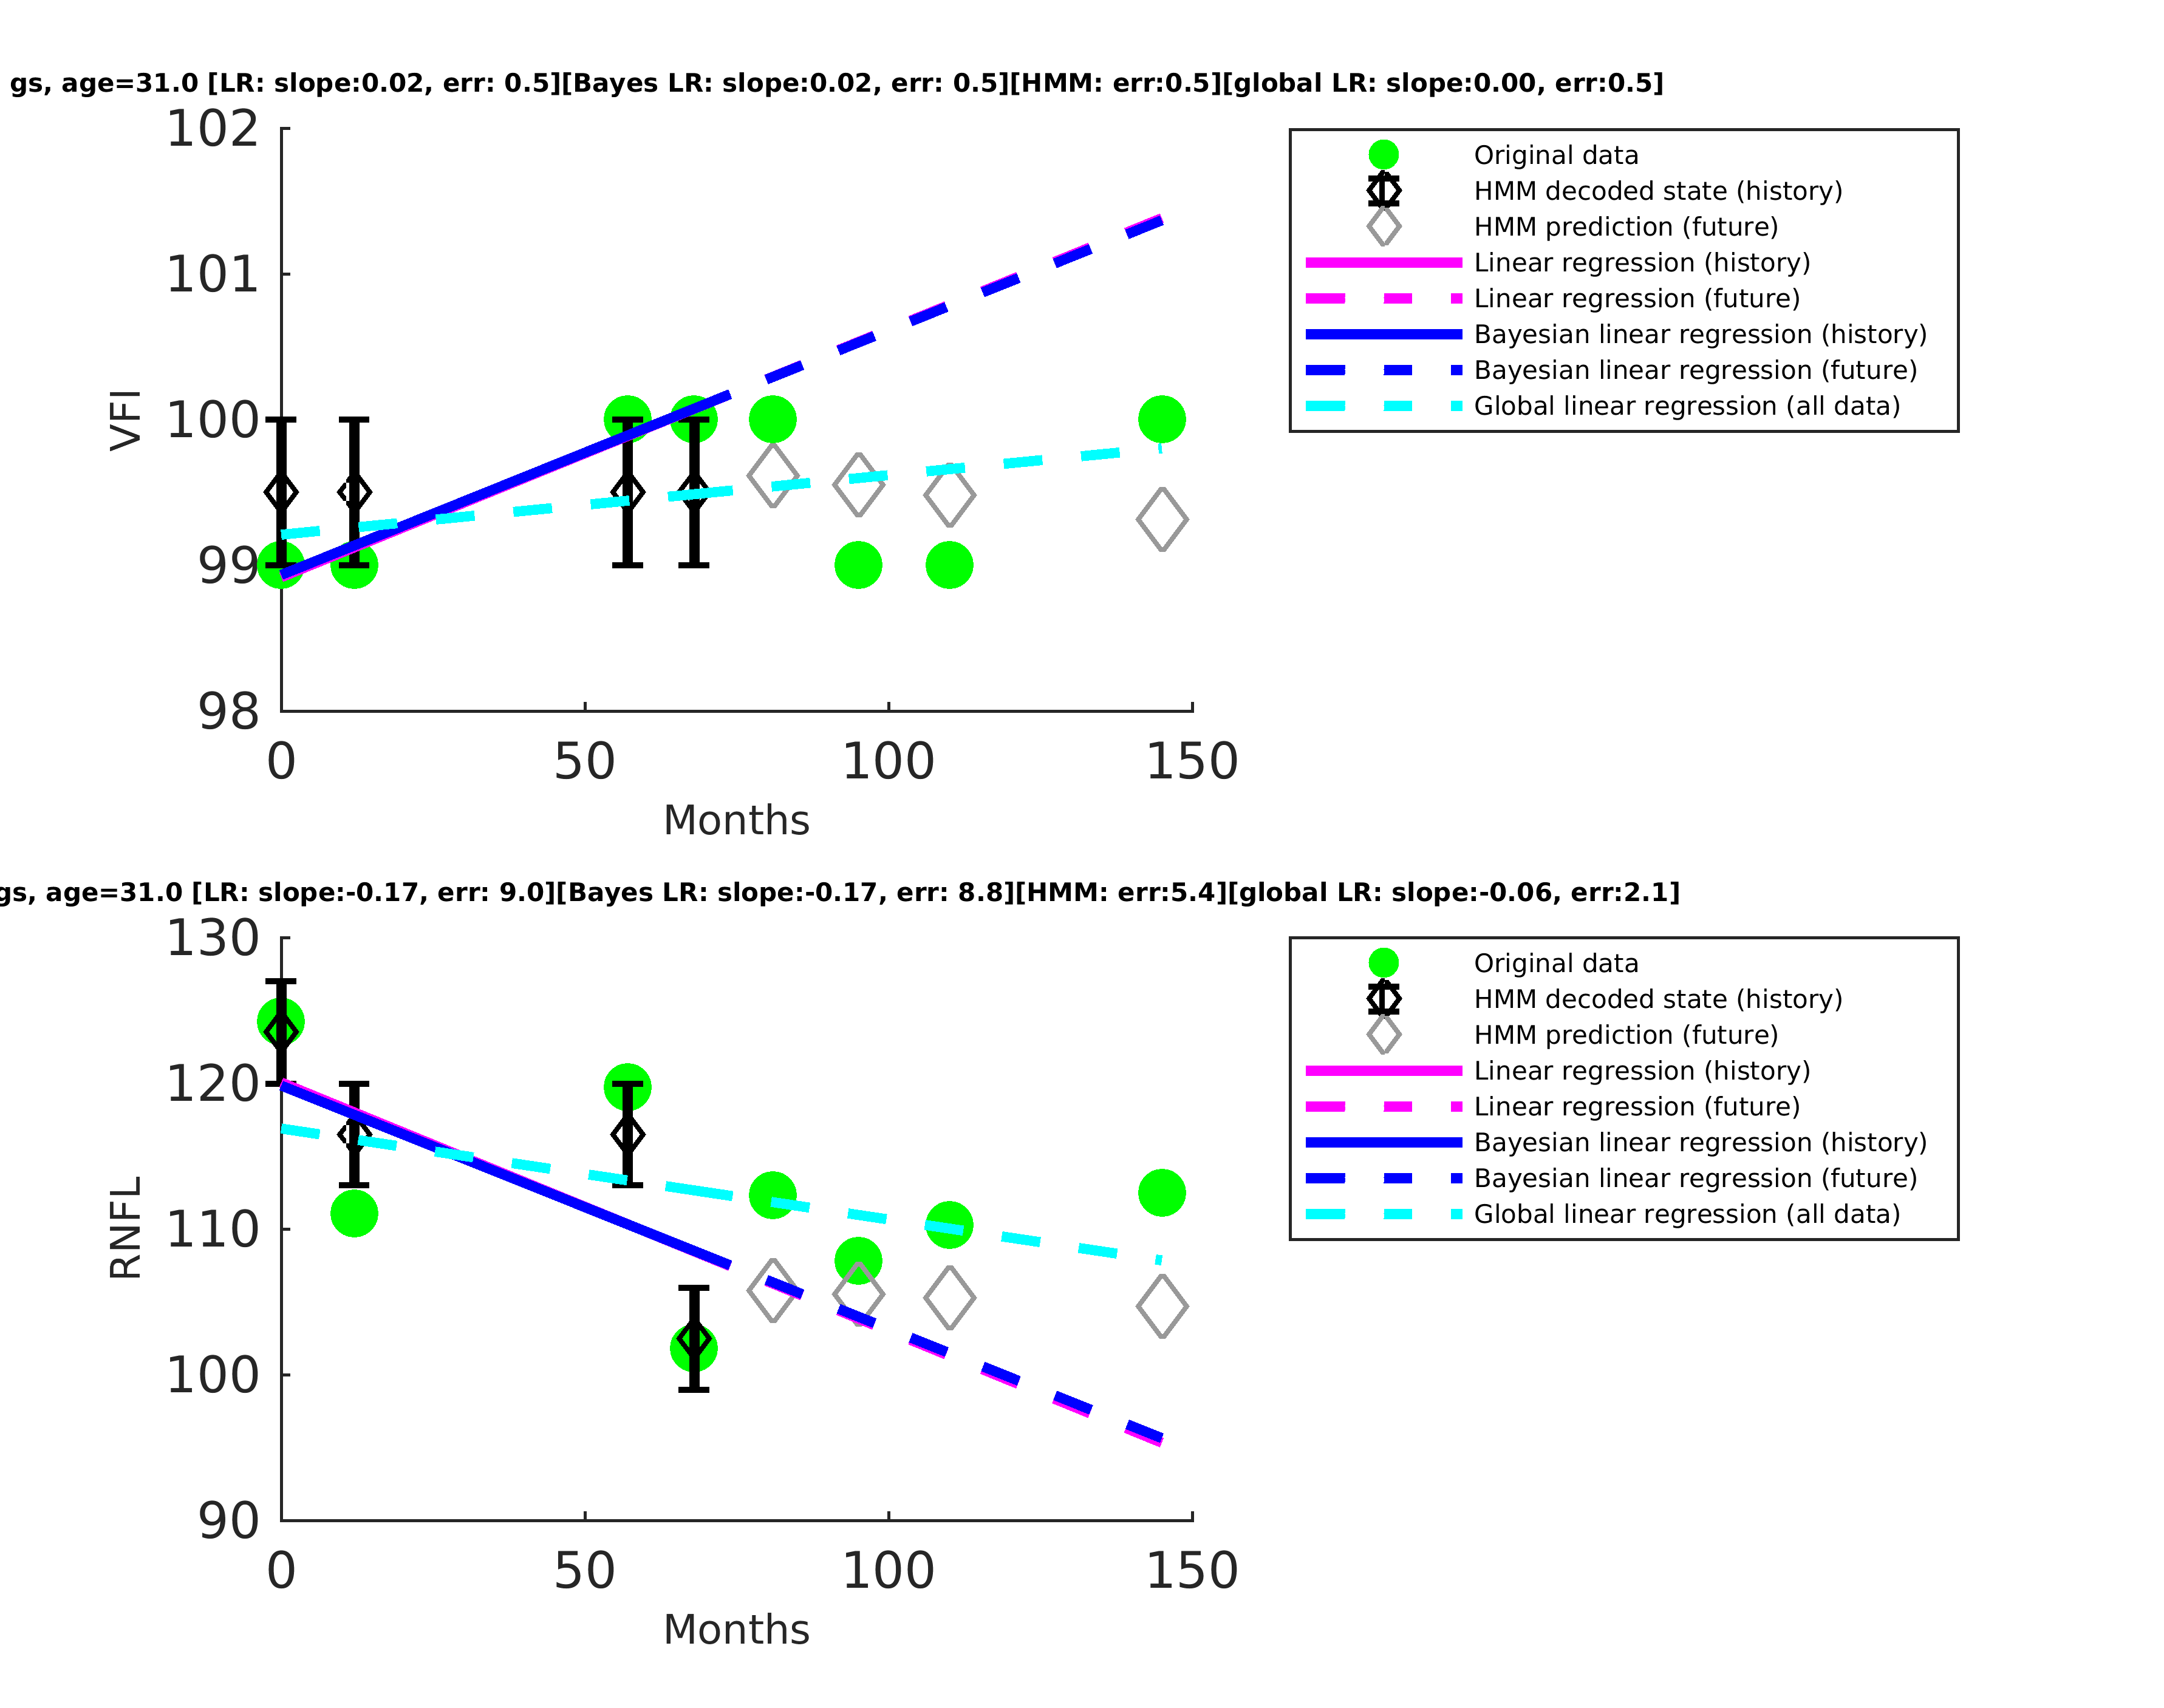 gs, age=31.0 [LR: slope:0.02, err: 0.5][Bayes LR: slope:0.02, err: 0.5][HMM: err:0.5][global LR: slope:0.00, err:0.5]
102
101
100
99
98
VFI
0 50 100 150
Months
Original data
HMM decoded state (history)
HMM prediction (future)
Linear regression (history)
Linear regression (future)
Bayesian linear regression (history)
Bayesian linear regression (future)
Global linear regression (all data)
gs, age=31.0 [LR: slope:-0.17, err: 9.0][Bayes LR: slope:-0.17, err: 8.8][HMM: err:5.4][global LR: slope:-0.06, err:2.1]
130
120
110
100
90
RNFL
0 50 100 150
Months
Original data
HMM decoded state (history)
HMM prediction (future)
Linear regression (history)
Linear regression (future)
Bayesian linear regression (history)
Bayesian linear regression (future)
Global linear regression (all data)